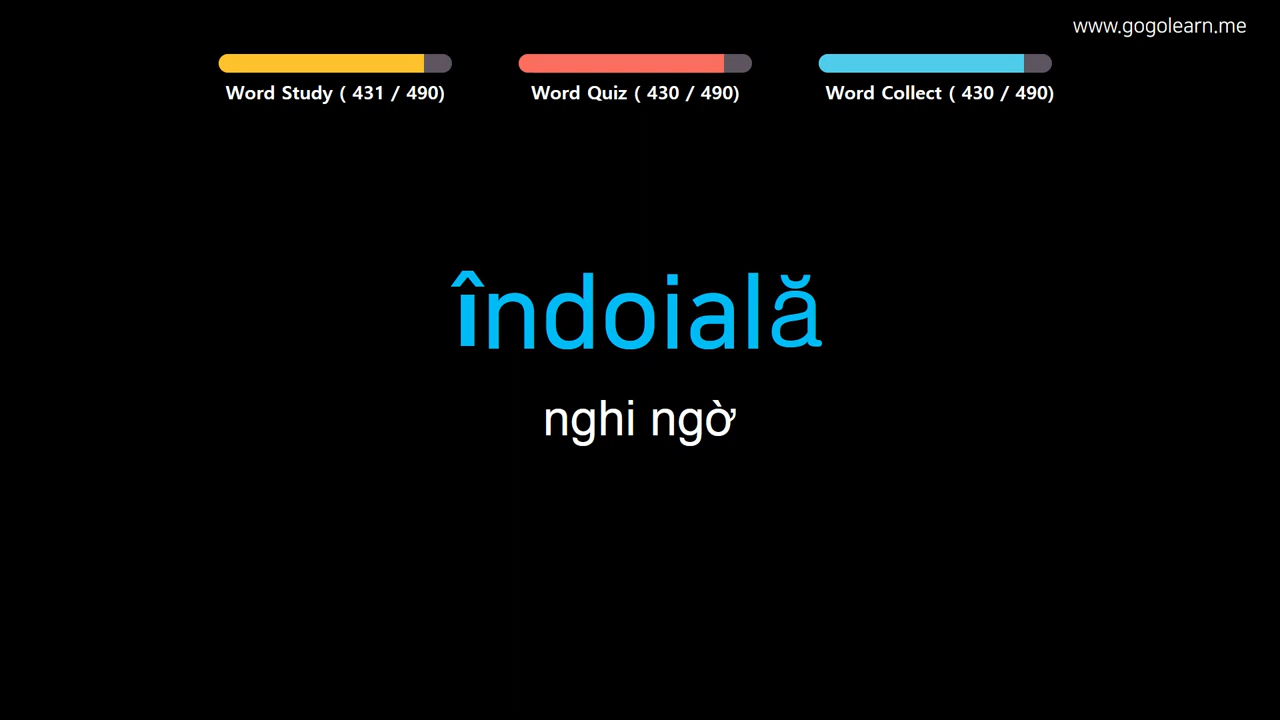 www.gogolearn.me
Word Study ( 431 / 490)
Word Quiz ( 430 / 490)
Word Collect ( 430 / 490)
îndoială
nghi ngờ